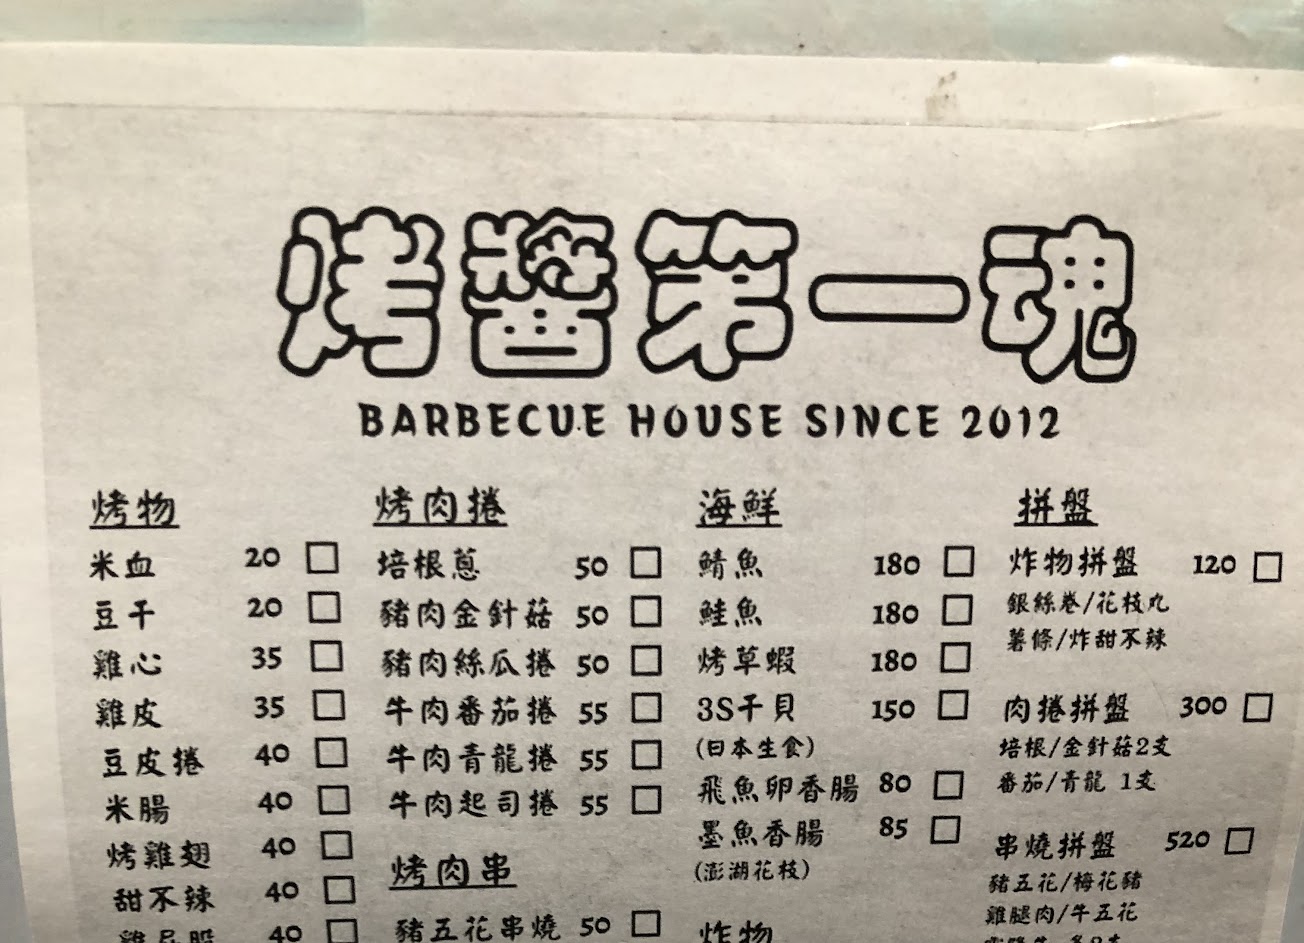 烤醬第一魂
BARBECUE HOUSE SINCE 2012
烤物
米血 20 □
豆干 20 □
雞心 35 □
雞皮 35 □
豆皮捲 40 □
米腸 40 □
烤雞翅 40 □
甜不辣 40 □
雞屁股 40 □
烤肉捲
培根蔥 50 □
豬肉金針菇 50 □
豬肉絲瓜捲 50 □
牛肉番茄捲 55 □
牛肉青龍捲 55 □
牛肉起司捲 55 □
烤肉串
豬五花串燒 50 □
海鮮
鯖魚 180 □
鮭魚 180 □
烤草蝦 180 □
3S干貝 150 □
(日本生食)
飛魚卵香腸 80 □
墨魚香腸 85 □
(澎湖花枝)
炸物
拼盤
炸物拼盤 120 □
銀絲卷/花枝丸
薯條/炸甜不辣
肉捲拼盤 300 □
培根/金針菇2支
番茄/青龍 1支
串燒拼盤 520 □
豬五花/梅花豬
雞腿肉/牛五花